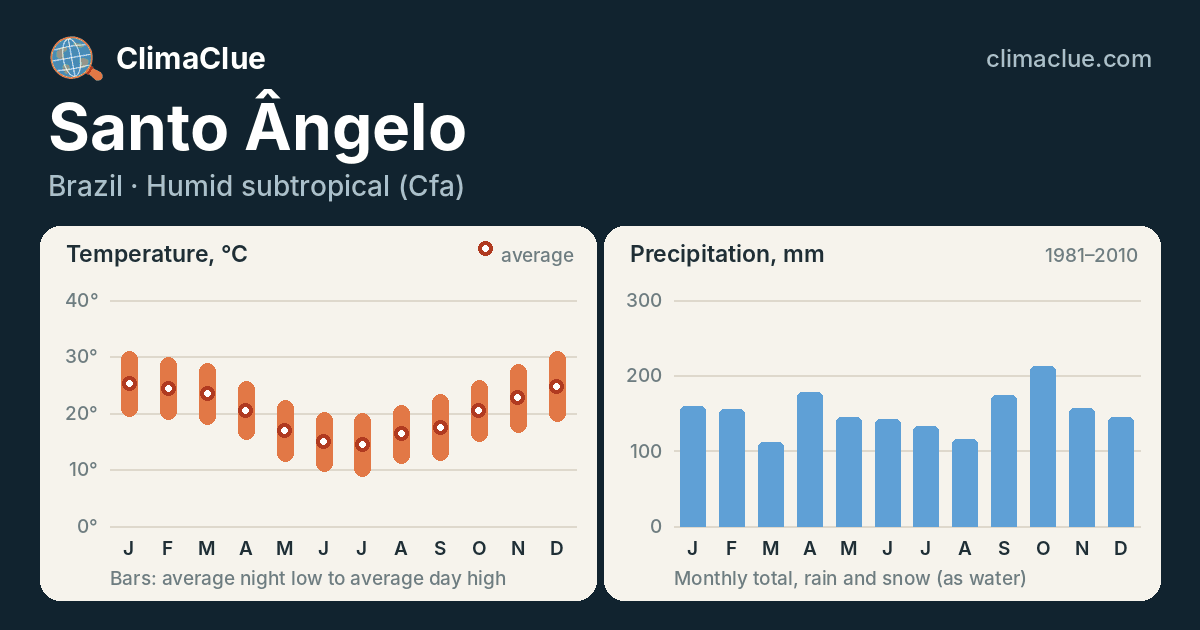 ClimaClue
climaclue.com
Santo Ângelo
Brazil · Humid subtropical (Cfa)
Temperature, °C
average
40°
30°
20°
10°
0°
J F M A M J J A S O N D
Bars: average night low to average day high
Precipitation, mm
1981–2010
300
200
100
0
J F M A M J J A S O N D
Monthly total, rain and snow (as water)